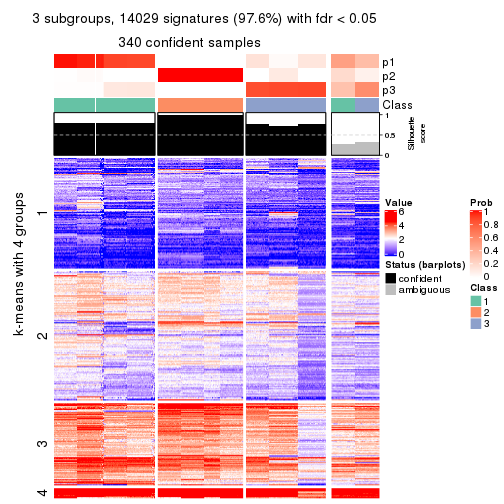 3 subgroups, 14029 signatures (97.6%) with fdr < 0.05
340 confident samples
p1
p2
p3
Class
1
0.5
0
Silhouette
score
k-means with 4 groups
1
2
3
4
Value
6
4
2
0
Status (barplots)
confident
ambiguous
Prob
1
0.8
0.6
0.4
0.2
0
Class
1
2
3